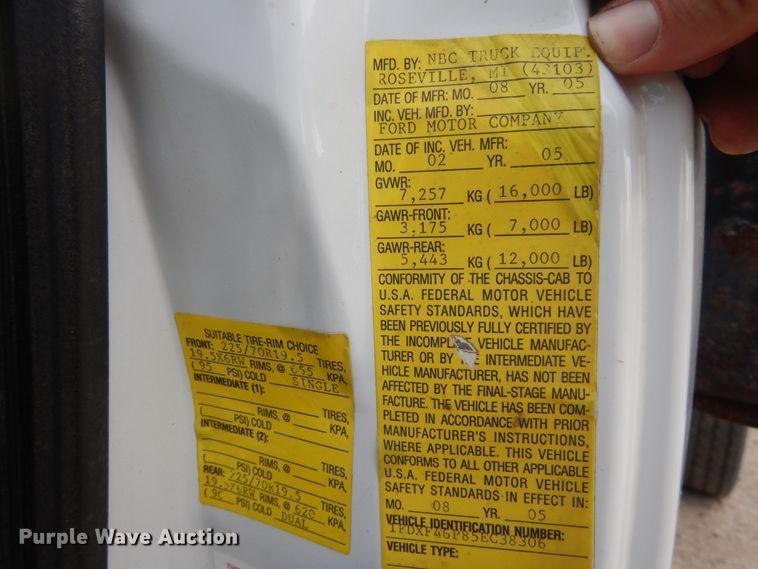 MFD. BY: NBC TRUCK EQUIP.
ROSEVILLE, MI (43103)
DATE OF MFR: MO. 08 YR. 05
INC. VEH. MFD. BY:
FORD MOTOR COMPANY
DATE OF INC. VEH. MFR:
MO. 02 YR. 05
GVWR:
7,257 KG ( 16,000 LB)
GAWR-FRONT:
3,175 KG ( 7,000 LB)
GAWR-REAR:
5,443 KG ( 12,000 LB)
CONFORMITY OF THE CHASSIS-CAB TO
U.S.A. FEDERAL MOTOR VEHICLE
SAFETY STANDARDS, WHICH HAVE
BEEN PREVIOUSLY FULLY CERTIFIED BY
THE VEHICLE MANUFAC-
TURER OR BY INTERMEDIATE VE-
HICLE MANUFACTURER, HAS NOT BEEN
AFFECTED BY THE FINAL-STAGE MANU-
FACTURE. THE VEHICLE HAS BEEN COM-
PLETED IN ACCORDANCE WITH PRIOR
MANUFACTURER'S INSTRUCTIONS,
WHERE APPLICABLE. THIS VEHICLE
CONFORMS TO ALL OTHER APPLICABLE
U.S.A. FEDERAL MOTOR VEHICLE
SAFETY STANDARDS IN EFFECT IN:
MO. 08 YR. 05
VEHICLE IDENTIFICATION NUMBER:
1FDXF46P85EC38306
VEHICLE TYPE:
SUITABLE TIRE-RIM CHOICE
FRONT: 225/70R19.5 TIRES,
19.5X6RW RIMS, @ 655 KPA,
( 95 PSI) COLD SINGLE
INTERMEDIATE (1):
TIRES,
RIMS, @ KPA,
( PSI) COLD
INTERMEDIATE (2):
TIRES,
RIMS, @ KPA,
( PSI) COLD
REAR: 225/70R19.5 TIRES,
19.5X6RW RIMS, @ 620 KPA,
(90 PSI) COLD DUAL
Purple Wave Auction